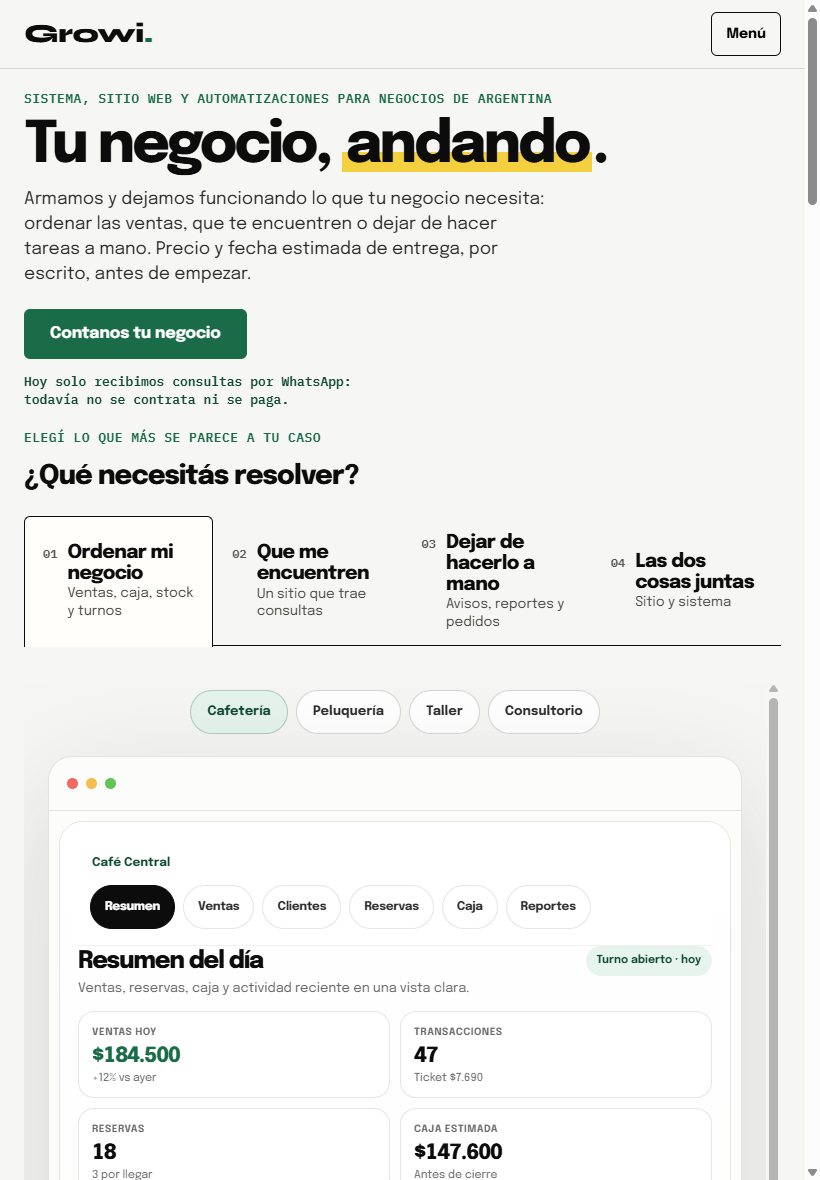 Growi.
Menú
SISTEMA, SITIO WEB Y AUTOMATIZACIONES PARA NEGOCIOS DE ARGENTINA
Tu negocio, andando.
Armamos y dejamos funcionando lo que tu negocio necesita:
ordenar las ventas, que te encuentren o dejar de hacer
tareas a mano. Precio y fecha estimada de entrega, por
escrito, antes de empezar.
Contanos tu negocio
Hoy solo recibimos consultas por WhatsApp:
todavía no se contrata ni se paga.
ELEGÍ LO QUE MÁS SE PARECE A TU CASO
¿Qué necesitás resolver?
01 Ordenar mi
negocio
Ventas, caja, stock
y turnos
02 Que me
encuentren
Un sitio que trae
consultas
03 Dejar de
hacerlo a
mano
Avisos, reportes y
pedidos
04 Las dos
cosas juntas
Sitio y sistema
Cafetería
Peluquería
Taller
Consultorio
Café Central
Resumen
Ventas
Clientes
Reservas
Caja
Reportes
Resumen del día
Turno abierto · hoy
Ventas, reservas, caja y actividad reciente en una vista clara.
VENTAS HOY
$184.500
+12% vs ayer
TRANSACCIONES
47
Ticket $7.690
RESERVAS
18
3 por llegar
CAJA ESTIMADA
$147.600
Antes de cierre